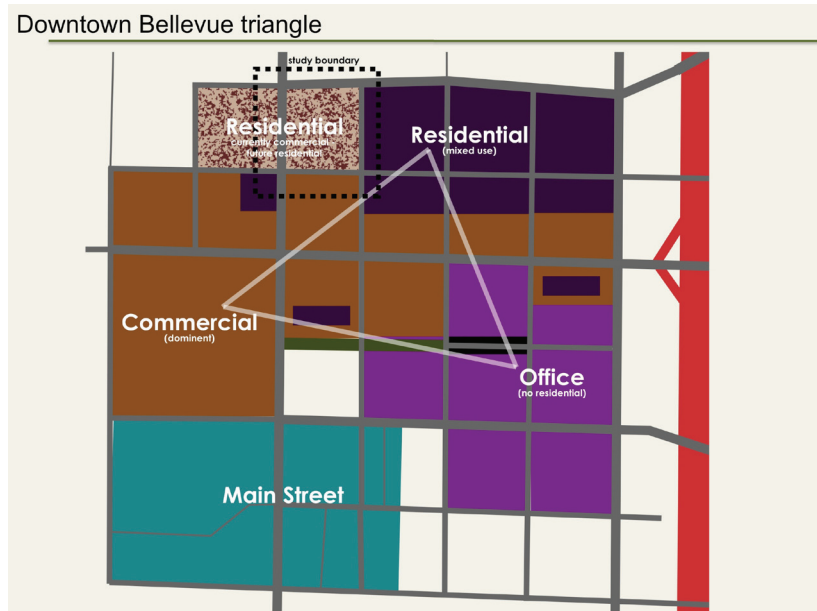 Downtown Bellevue triangle
study boundary
Residential
currently commercial
future residential
Residential
(mixed use)
Commercial
(dominent)
Office
(no residential)
Main Street